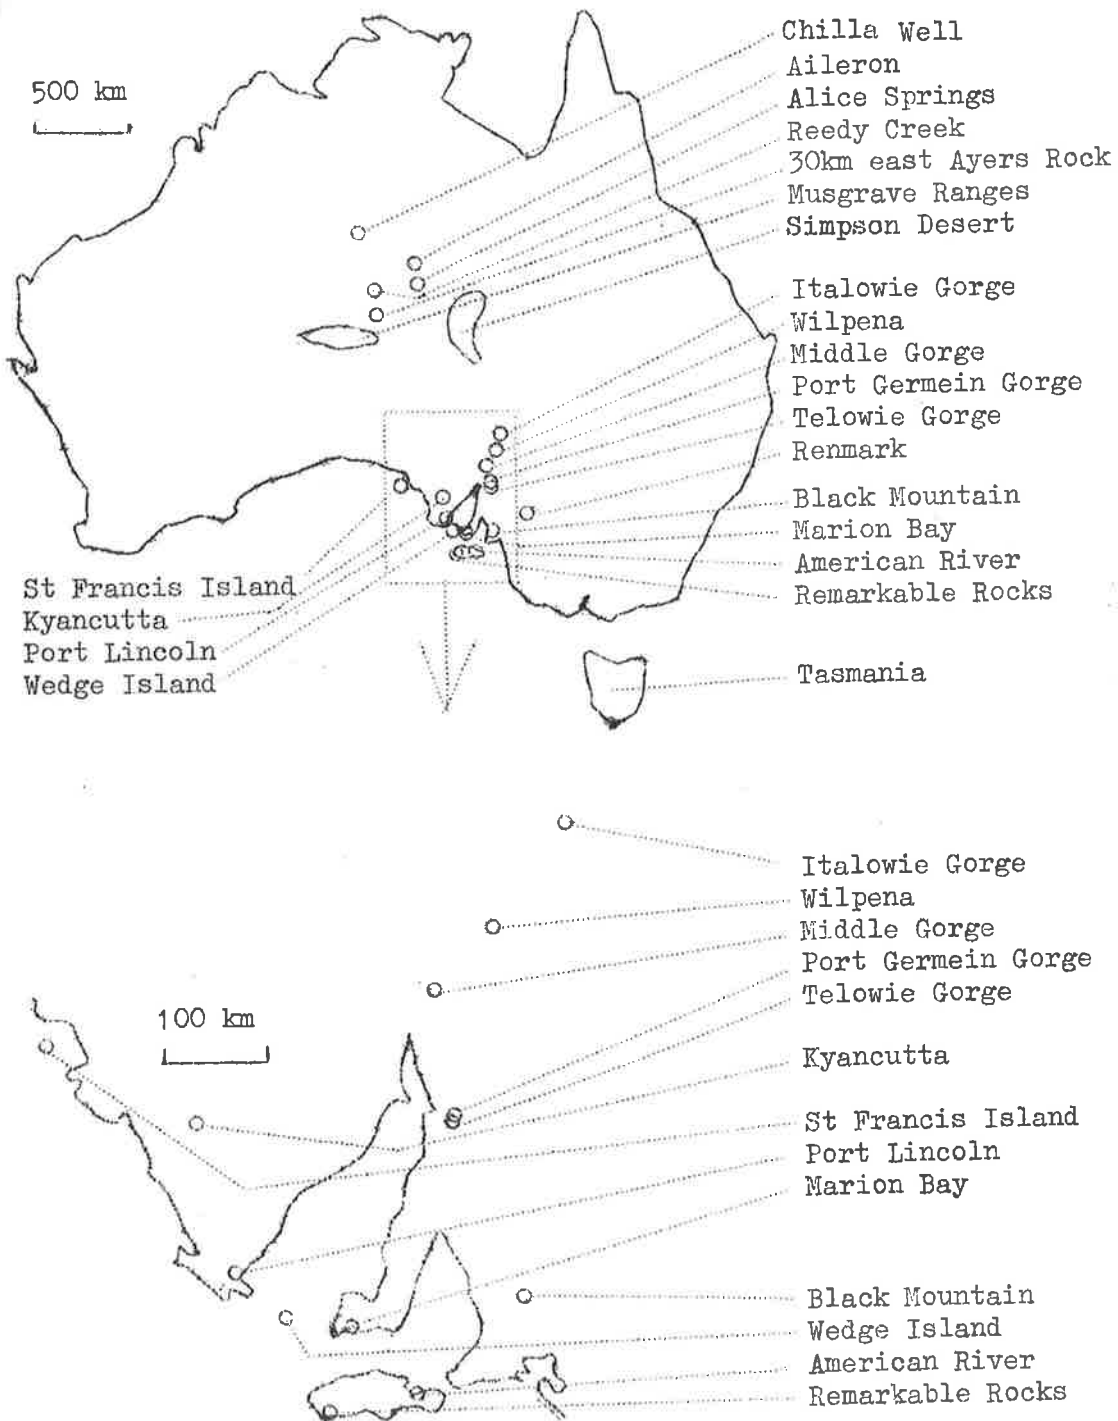 Chilla Well
Aileron
500 km
Alice Springs
Reedy Creek
30km east Ayers Rock
Musgrave Ranges
Simpson Desert
Italowie Gorge
Wilpena
Middle Gorge
Port Germein Gorge
Telowie Gorge
Renmark
Black Mountain
Marion Bay
American River
Remarkable Rocks
St Francis Island
Kyancutta
Port Lincoln
Wedge Island
Tasmania
Italowie Gorge
Wilpena
Middle Gorge
Port Germein Gorge
Telowie Gorge
100 km
Kyancutta
St Francis Island
Port Lincoln
Marion Bay
Black Mountain
Wedge Island
American River
Remarkable Rocks